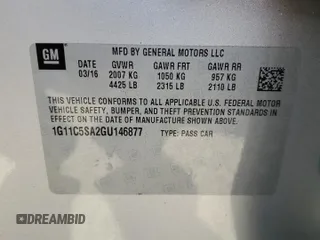 GM
MFD BY GENERAL MOTORS LLC
03/16 GVWR GAWR FRT GAWR RR
2007 KG 1050 KG 957 KG
4425 LB 2315 LB 2110 LB
THIS VEHICLE CONFORMS TO ALL APPLICABLE U.S. FEDERAL MOTOR
VEHICLE SAFETY, BUMPER, AND THEFT PREVENTION STANDARDS
IN EFFECT ON THE DATE OF MANUFACTURE SHOWN ABOVE.
1G11C5SA2GU146877 TYPE: PASS CAR
DREAMBID